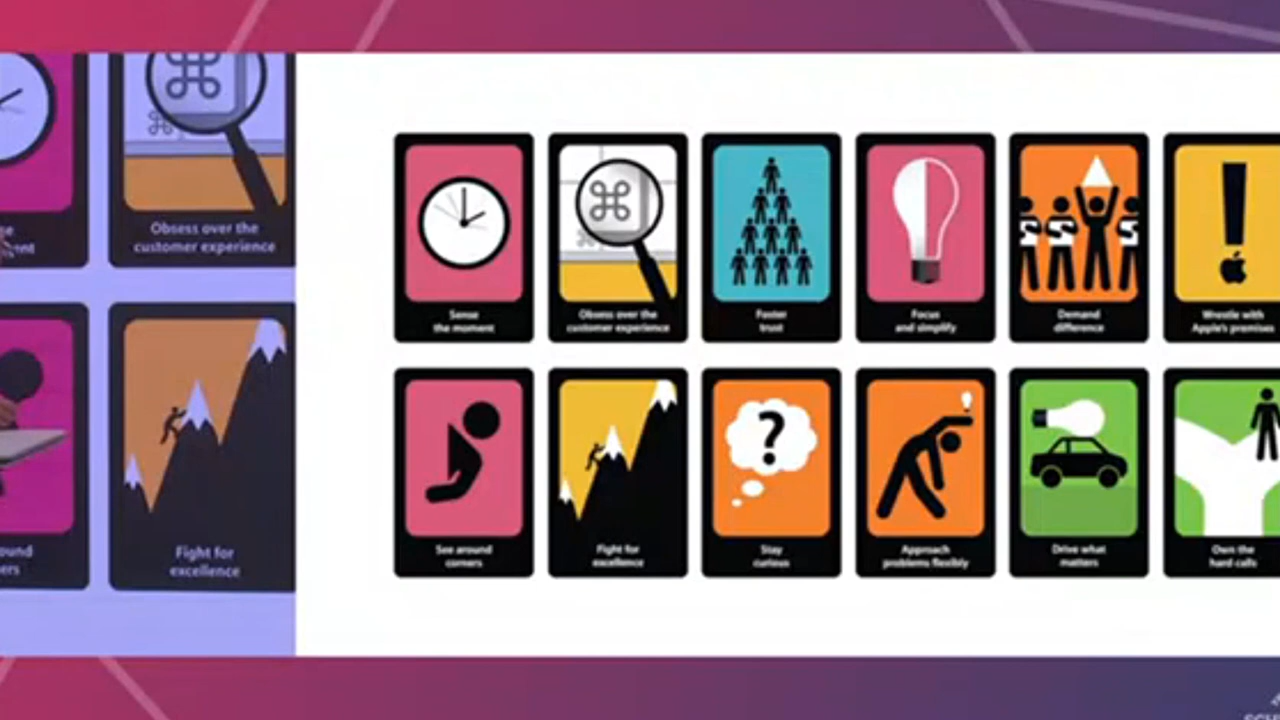 Obsess over the
customer experience
Fight for
excellence
Sense
the moment
Obsess over the
customer experience
Foster
trust
Focus
and simplify
Demand
difference
Wrestle with
Apple's premises
See around
corners
Fight for
excellence
Stay
curious
Approach
problems flexibly
Drive what
matters
Own the
hard calls
?
!